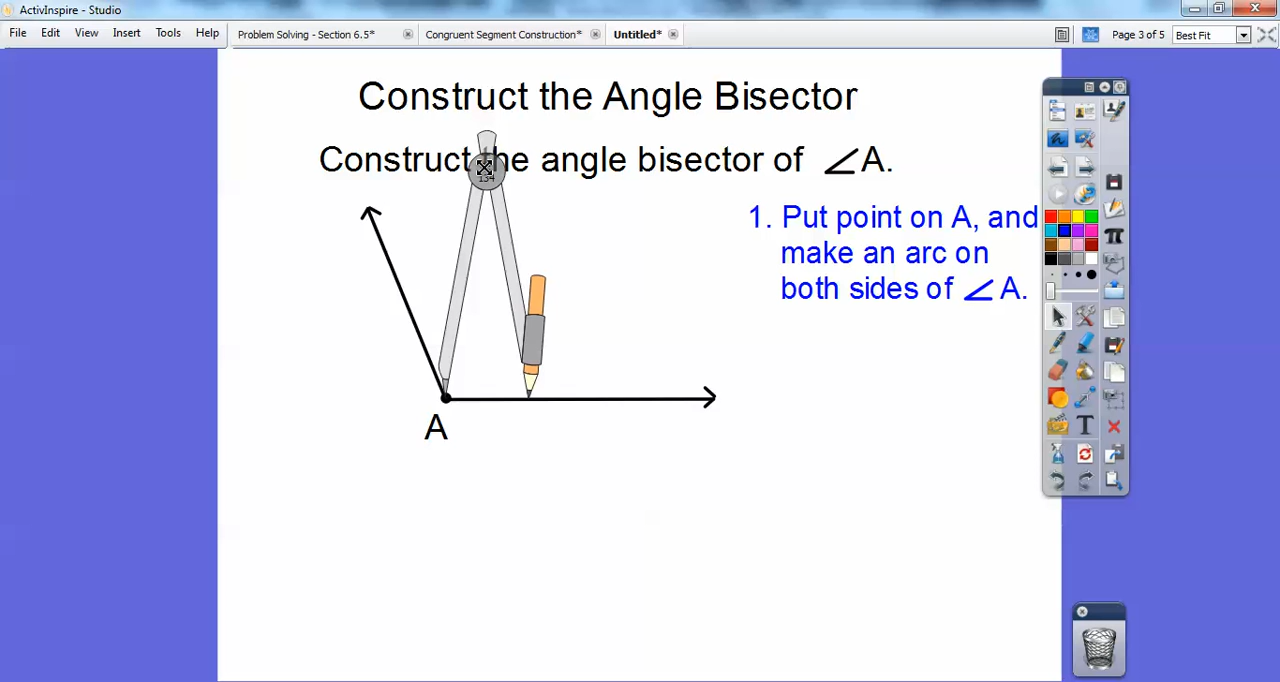 ActivInspire - Studio
File Edit View Insert Tools Help
Problem Solving - Section 6.5* Congruent Segment Construction* Untitled* Page 3 of 5 Best Fit
Construct the Angle Bisector
Construct the angle bisector of ∠A.
134
1. Put point on A, and
make an arc on
both sides of ∠A.
A
T